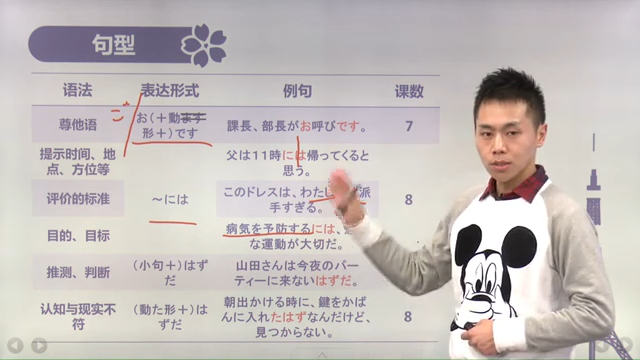 句型
语法 表达形式 例句 课数
尊他语 お(＋動ます形＋)です 課長、部長がお呼びです。 7
提示时间、地点、方位等 父は11時には帰ってくると思う。
评价的标准 ～には このドレスは、わたし 派手すぎる。 8
目的、目标 病気を予防するには、 な運動が大切だ。
推测、判断 (小句＋)はずだ 山田さんは今夜のパーティーに来ないはずだ。
认知与现实不符 (動た形＋)はずだ 朝出かける時に、鍵をかばんに入れたはずなんだけど、見つからない。 8